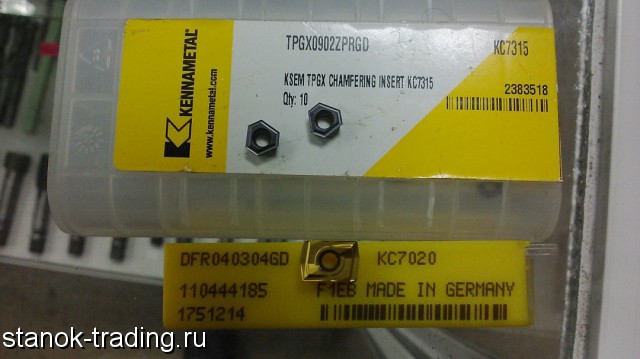 KENNAMETAL
www.kennametal.com
TPGX0902ZPRGD KC7315
KSEM TPGX CHAMFERING INSERT KC7315
Qty: 10
2383518
DFR040304GD KC7020
110444185 F1EB MADE IN GERMANY
1751214
stanok-trading.ru